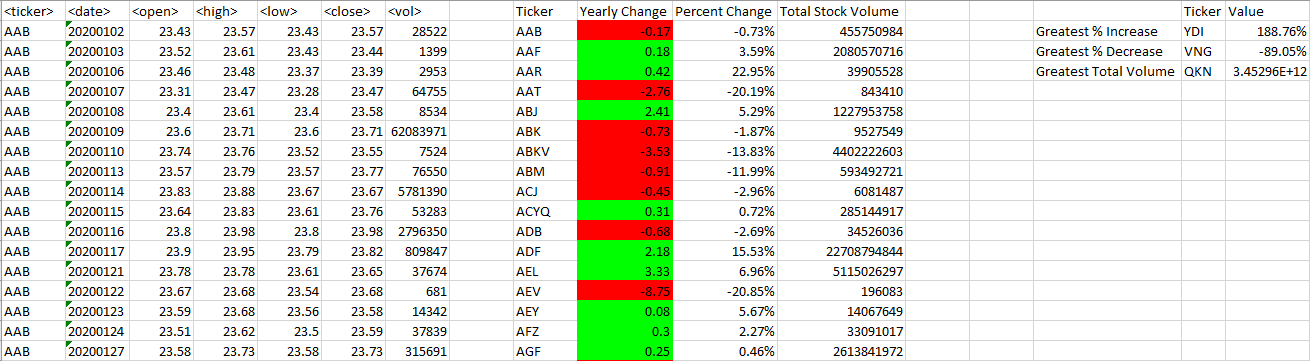 <ticker> <date> <open> <high> <low> <close> <vol> Ticker Yearly Change Percent Change Total Stock Volume Ticker Value
AAB 20200102 23.43 23.57 23.43 23.57 28522 AAB -0.17 -0.73% 455750984 Greatest % Increase YDI 188.76%
AAB 20200103 23.52 23.61 23.43 23.44 1399 AAF 0.18 3.59% 2080570716 Greatest % Decrease VNG -89.05%
AAB 20200106 23.46 23.48 23.37 23.39 2953 AAR 0.42 22.95% 39905528 Greatest Total Volume QKN 3.45296E+12
AAB 20200107 23.31 23.47 23.28 23.47 64755 AAT -2.76 -20.19% 843410
AAB 20200108 23.4 23.61 23.4 23.58 8534 ABJ 2.41 5.29% 1227953758
AAB 20200109 23.6 23.71 23.6 23.71 62083971 ABK -0.73 -1.87% 9527549
AAB 20200110 23.74 23.76 23.52 23.55 7524 ABKV -3.53 -13.83% 4402222603
AAB 20200113 23.57 23.79 23.57 23.77 76550 ABM -0.91 -11.99% 593492721
AAB 20200114 23.83 23.88 23.67 23.67 5781390 ACJ -0.45 -2.96% 6081487
AAB 20200115 23.64 23.83 23.61 23.76 53283 ACYQ 0.31 0.72% 285144917
AAB 20200116 23.8 23.98 23.8 23.98 2796350 ADB -0.68 -2.69% 34526036
AAB 20200117 23.9 23.95 23.79 23.82 809847 ADF 2.18 15.53% 22708794844
AAB 20200121 23.78 23.78 23.61 23.65 37674 AEL 3.33 6.96% 5115026297
AAB 20200122 23.67 23.68 23.54 23.68 681 AEV -8.75 -20.85% 196083
AAB 20200123 23.59 23.68 23.56 23.58 14342 AEY 0.08 5.67% 14067649
AAB 20200124 23.51 23.62 23.5 23.59 37839 AFZ 0.3 2.27% 33091017
AAB 20200127 23.58 23.73 23.58 23.73 315691 AGF 0.25 0.46% 2613841972